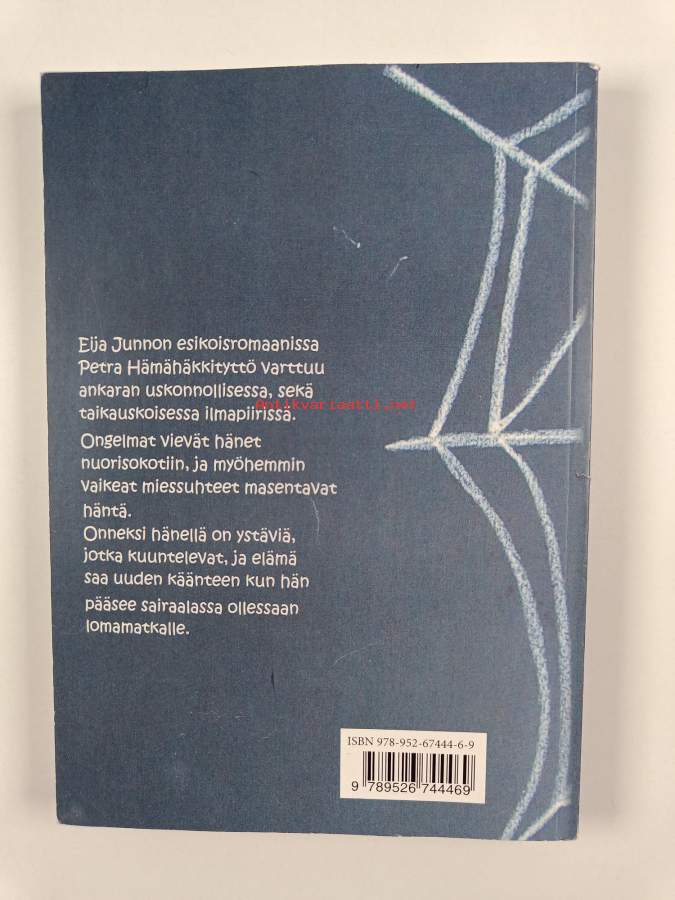 Eija Junnon esikoisromaanissa
Petra Hämähäkkityttö varttuu
ankaran uskonnollisessa, sekä
Antikvariaatti.net
taikauskoisessa ilmapiirissä.
Ongelmat vievät hänet
nuorisokotiin, ja myöhemmin
vaikeat miessuhteet masentavat
häntä.
Onneksi hänellä on ystäviä,
jotka kuuntelevat, ja elämä
saa uuden käänteen kun hän
pääsee sairaalassa ollessaan
lomamatkalle.
ISBN 978-952-67444-6-9
9 789526 744469